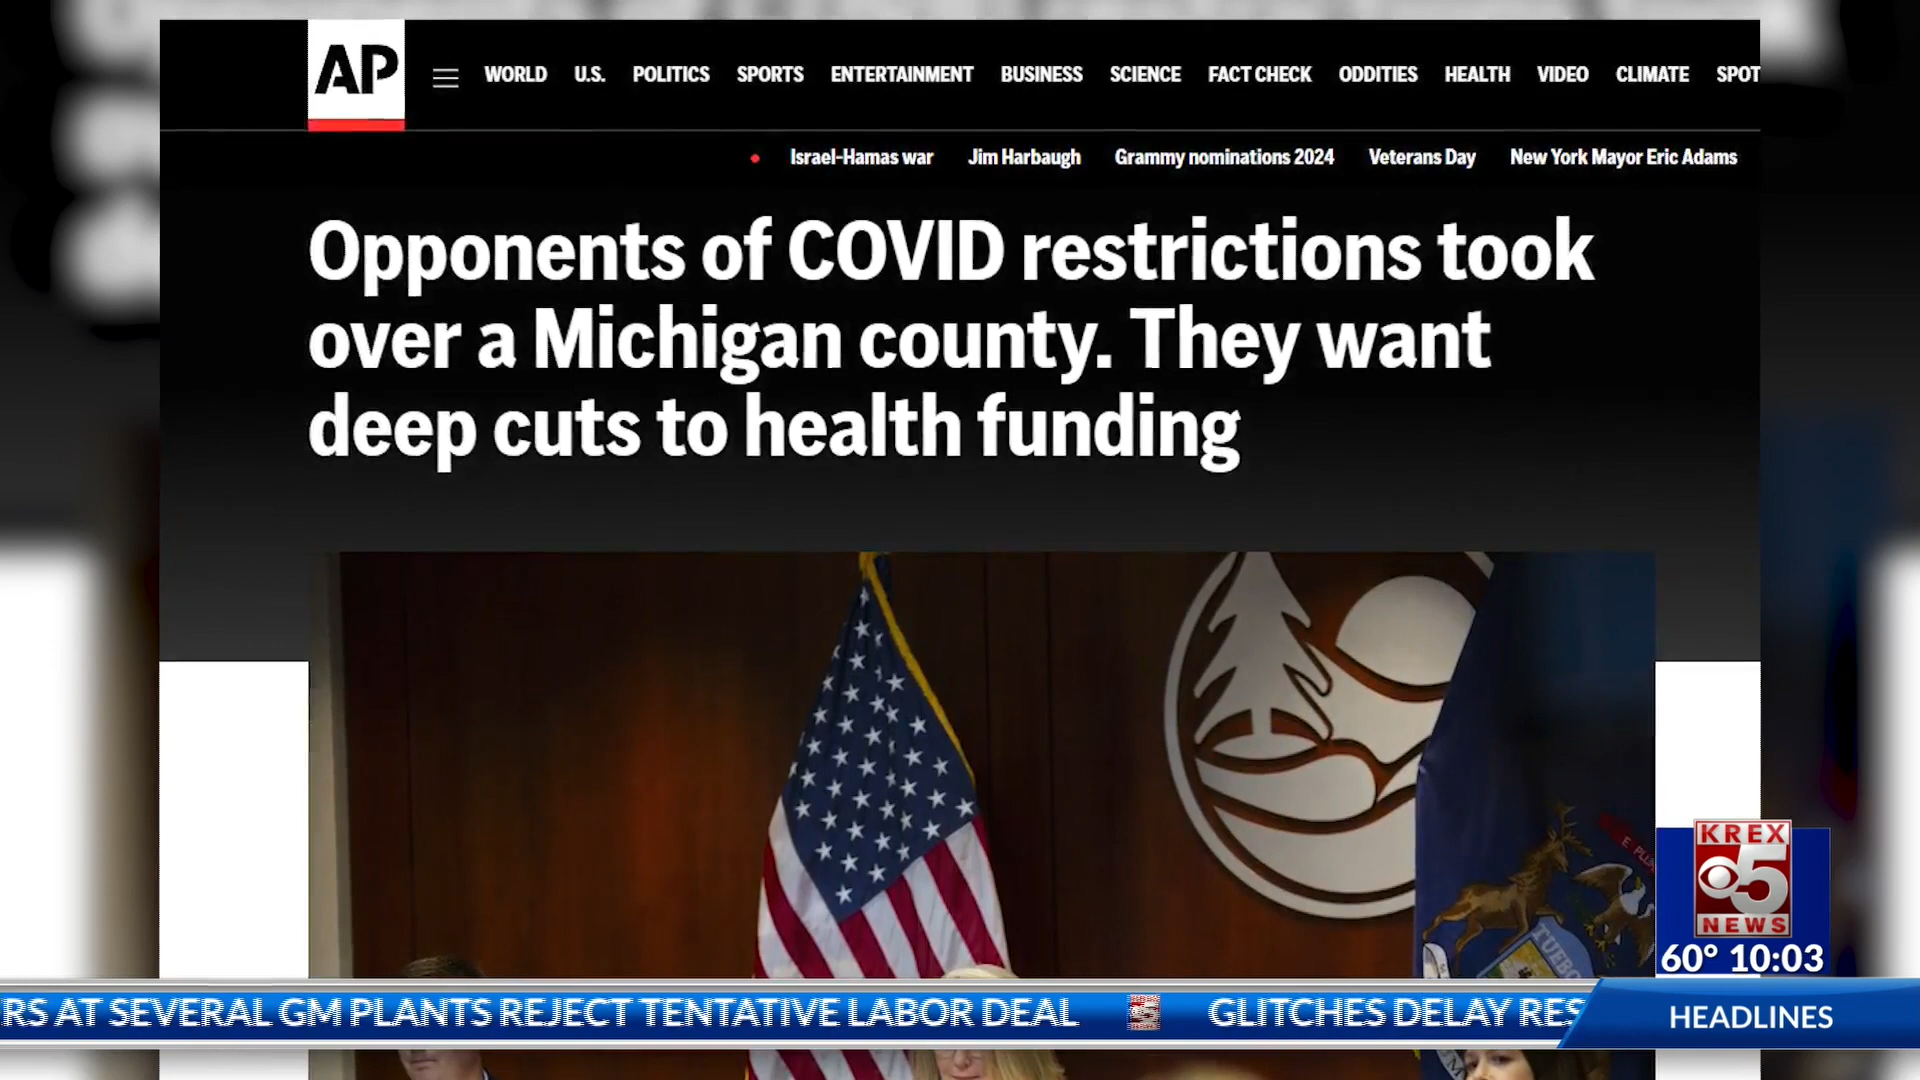 AP
WORLD U.S. POLITICS SPORTS ENTERTAINMENT BUSINESS SCIENCE FACT CHECK ODDITIES HEALTH VIDEO CLIMATE SPOT
Israel-Hamas war Jim Harbaugh Grammy nominations 2024 Veterans Day New York Mayor Eric Adams
Opponents of COVID restrictions took
over a Michigan county. They want
deep cuts to health funding
E PLU
TUEBO
KREX
5
NEWS
60° 10:03
RS AT SEVERAL GM PLANTS REJECT TENTATIVE LABOR DEAL 5 GLITCHES DELAY RES
HEADLINES